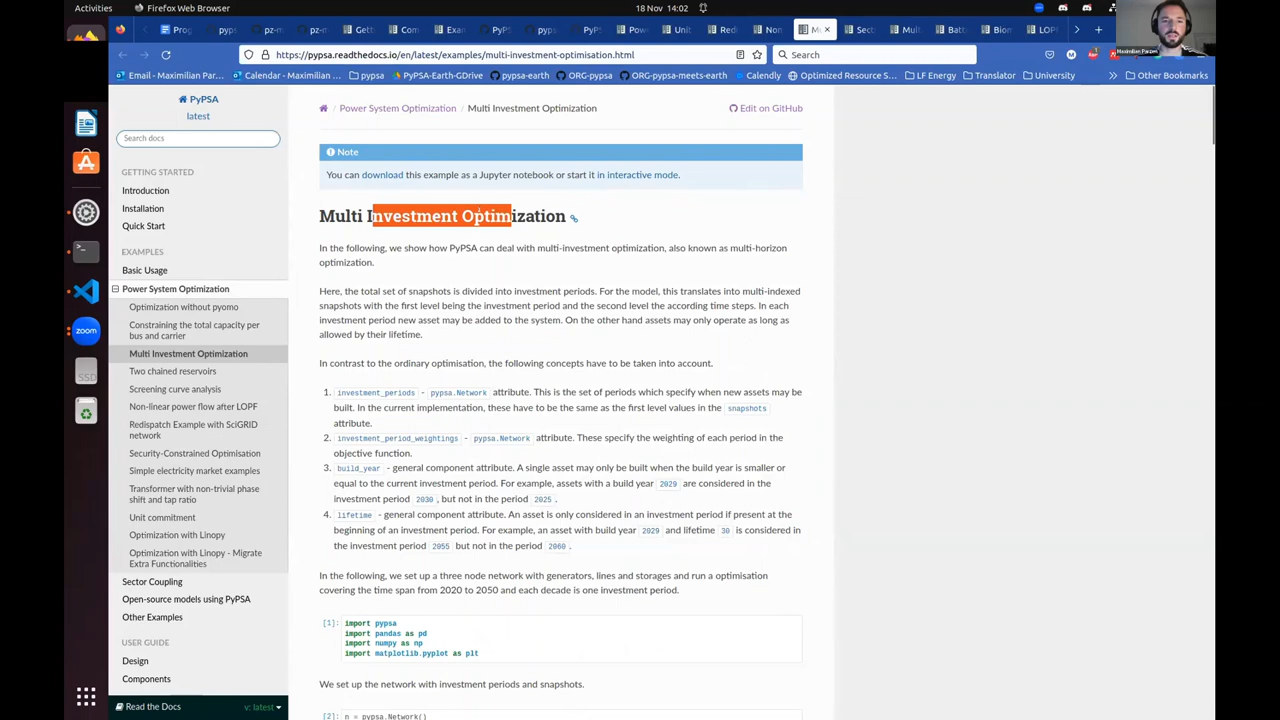 Activities
Firefox Web Browser
18 Nov 14:02
Prog
pyps
pz-m
pz-m
Getti
Com
Exam
PyPS
pyp
PyPS
Power
Unit
Redi
Non
M
Sect
Mult
Batt
Biom
LOPF
https://pypsa.readthedocs.io/en/latest/examples/multi-investment-optimisation.html
Search
Email - Maximilian Par...
Calendar - Maximilian ...
pypsa
PyPSA-Earth-GDrive
pypsa-earth
ORG-pypsa
ORG-pypsa-meets-earth
Calendly
Optimized Resource S...
LF Energy
Translator
University
Other Bookmarks
Maximilian Parzen
PyPSA
latest
Search docs
GETTING STARTED
Introduction
Installation
Quick Start
EXAMPLES
Basic Usage
Power System Optimization
Optimization without pyomo
Constraining the total capacity per
bus and carrier
Multi Investment Optimization
Two chained reservoirs
Screening curve analysis
Non-linear power flow after LOPF
Redispatch Example with SciGRID
network
Security-Constrained Optimisation
Simple electricity market examples
Transformer with non-trivial phase
shift and tap ratio
Unit commitment
Optimization with Linopy
Optimization with Linopy - Migrate
Extra Functionalities
Sector Coupling
Open-source models using PyPSA
Other Examples
USER GUIDE
Design
Components
Read the Docs
v: latest
Power System Optimization / Multi Investment Optimization
Edit on GitHub
Note
You can download this example as a Jupyter notebook or start it in interactive mode.
Multi Investment Optimization
In the following, we show how PyPSA can deal with multi-investment optimization, also known as multi-horizon
optimization.
Here, the total set of snapshots is divided into investment periods. For the model, this translates into multi-indexed
snapshots with the first level being the investment period and the second level the according time steps. In each
investment period new asset may be added to the system. On the other hand assets may only operate as long as
allowed by their lifetime.
In contrast to the ordinary optimisation, the following concepts have to be taken into account.
1. investment_periods - pypsa.Network attribute. This is the set of periods which specify when new assets may be
built. In the current implementation, these have to be the same as the first level values in the snapshots
attribute.
2. investment_period_weightings - pypsa.Network attribute. These specify the weighting of each period in the
objective function.
3. build_year - general component attribute. A single asset may only be built when the build year is smaller or
equal to the current investment period. For example, assets with a build year 2029 are considered in the
investment period 2030, but not in the period 2025.
4. lifetime - general component attribute. An asset is only considered in an investment period if present at the
beginning of an investment period. For example, an asset with build year 2029 and lifetime 30 is considered in
the investment period 2055 but not in the period 2060.
In the following, we set up a three node network with generators, lines and storages and run a optimisation
covering the time span from 2020 to 2050 and each decade is one investment period.
[1]: import pypsa
import pandas as pd
import numpy as np
import matplotlib.pyplot as plt
We set up the network with investment periods and snapshots.
[2]: n = pypsa.Network()